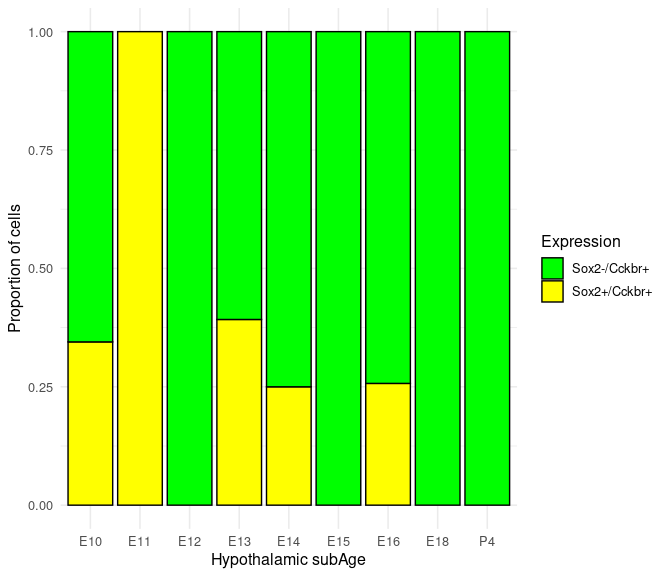 1.00
0.75
0.50
0.25
0.00
Proportion of cells
E10 E11 E12 E13 E14 E15 E16 E18 P4
Hypothalamic subAge
Expression
Sox2-/Cckbr+
Sox2+/Cckbr+